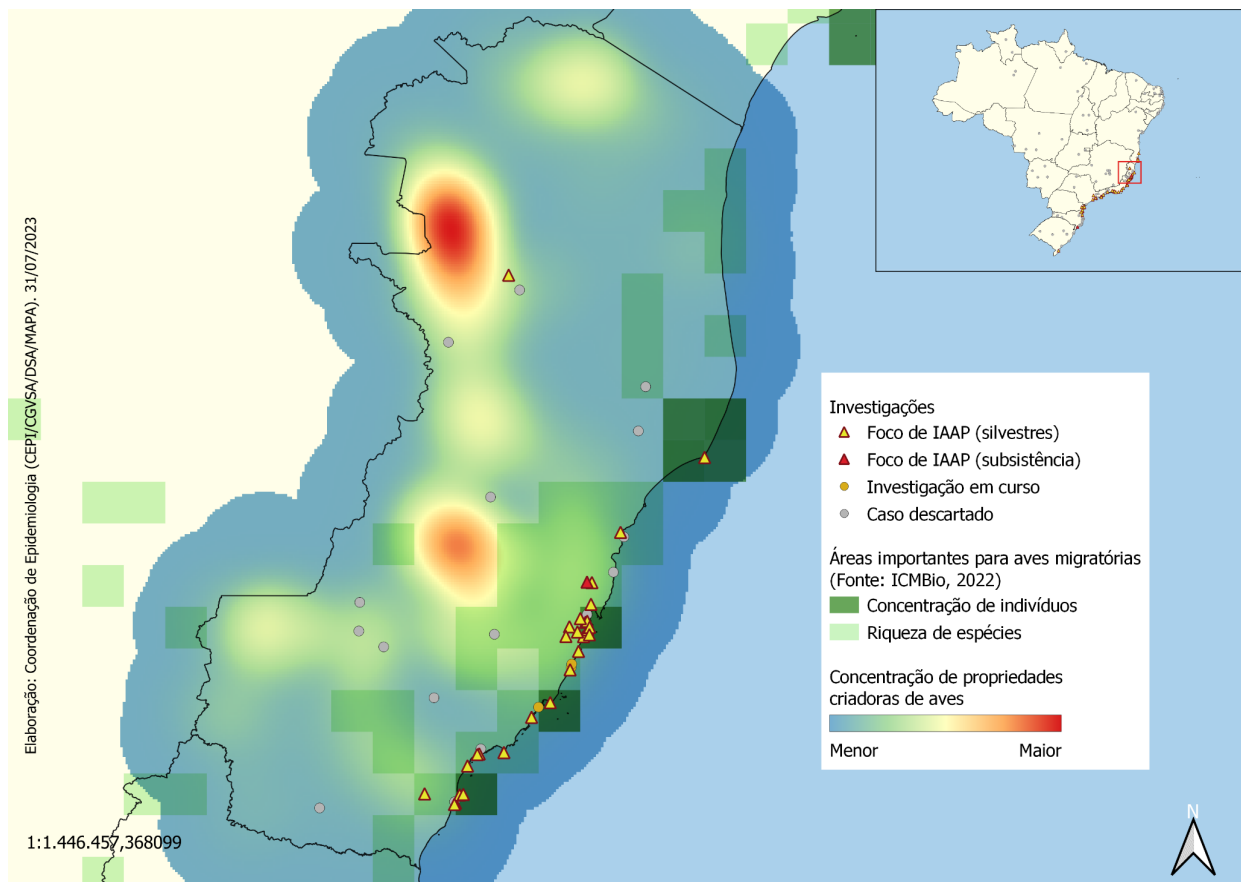 Elaboração: Coordenação de Epidemiologia (CEPI/CGVSA/DSA/MAPA). 31/07/2023
Investigações
Foco de IAAP (silvestres)
Foco de IAAP (subsistência)
Investigação em curso
Caso descartado
Áreas importantes para aves migratórias
(Fonte: ICMBio, 2022)
Concentração de indivíduos
Riqueza de espécies
Concentração de propriedades
criadoras de aves
Menor Maior
1:1.446.457,368099
N